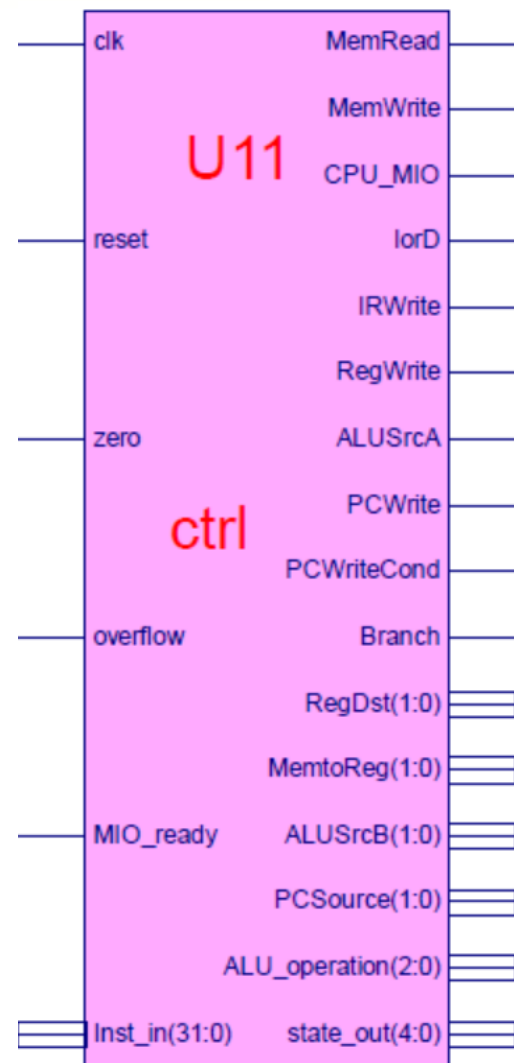 clk MemRead
MemWrite
U11 CPU_MIO
reset IorD
IRWrite
RegWrite
zero ALUSrcA
PCWrite
ctrl
PCWriteCond
overflow Branch
RegDst(1:0)
MemtoReg(1:0)
MIO_ready ALUSrcB(1:0)
PCSource(1:0)
ALU_operation(2:0)
Inst_in(31:0) state_out(4:0)